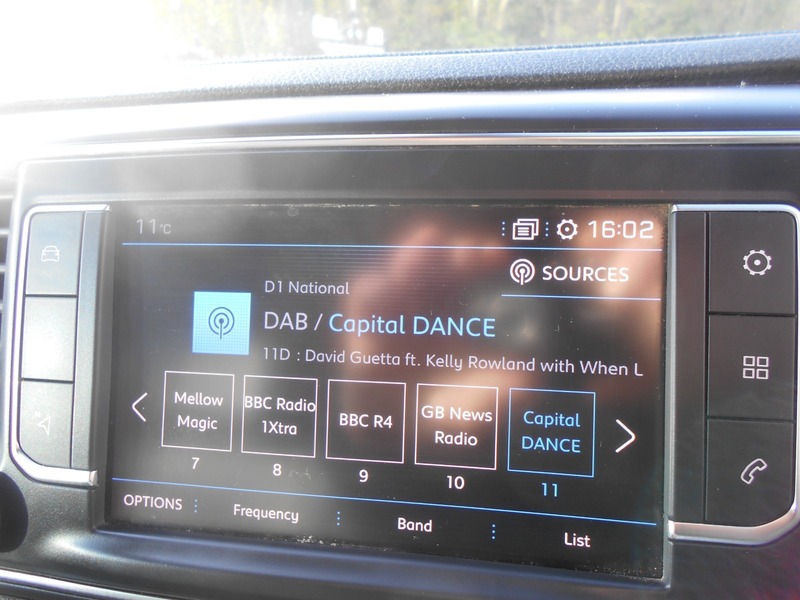 11°C
16:02
SOURCES
D1 National
DAB / Capital DANCE
11D : David Guetta ft. Kelly Rowland with When L
Mellow
Magic
7
BBC Radio
1Xtra
8
BBC R4
9
GB News
Radio
10
Capital
DANCE
11
OPTIONS
Frequency
Band
List
N